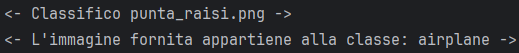 <- Classifico punta_raisi.png ->
<- L'immagine fornita appartiene alla classe: airplane ->